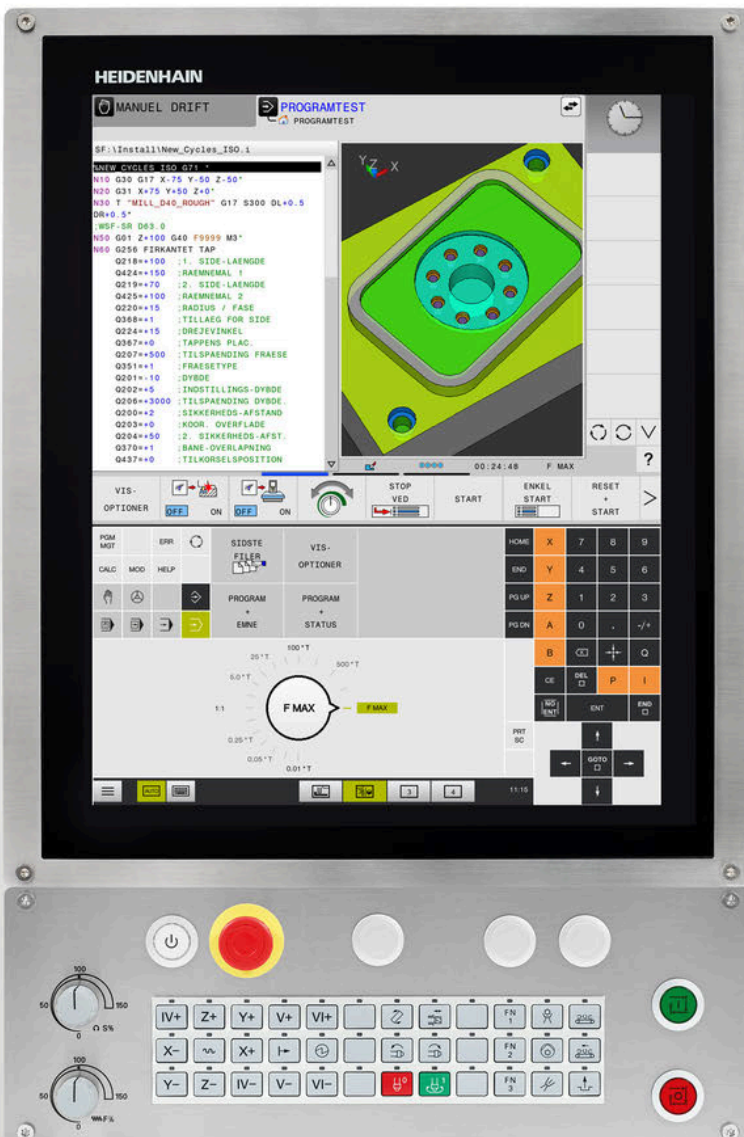 HEIDENHAIN
MANUEL DRIFT
PROGRAMTEST
PROGRAMTEST
SF:\Install\New_Cycles_ISO.i
%NEW_CYCLES_ISO G71 *
N10 G30 G17 X-75 Y-50 Z-50*
N20 G31 X+75 Y+50 Z+0*
N30 T "MILL_D40_ROUGH" G17 S300 DL+0.5
DR+0.5*
;WSF-SR D63.0
N50 G01 Z+100 G40 F9999 M3*
N60 G256 FIRKANTET TAP
Q218=+100 ;1. SIDE-LAENGDE
Q424=+150 ;RAEMNEMAL 1
Q219=+70 ;2. SIDE-LAENGDE
Q425=+100 ;RAEMNEMAL 2
Q220=+15 ;RADIUS / FASE
Q368=+1 ;TILLAEG FOR SIDE
Q224=+15 ;DREJEVINKEL
Q367=+0 ;TAPPENS PLAC.
Q207=+500 ;TILSPAENDING FRAESE
Q351=+1 ;FRAESETYPE
Q201=-10 ;DYBDE
Q202=+5 ;INDSTILLINGS-DYBDE
Q206=+3000 ;TILSPAENDING DYBDE.
Q200=+2 ;SIKKERHEDS-AFSTAND
Q203=+0 ;KOOR. OVERFLADE
Q204=+50 ;2. SIKKERHEDS-AFST.
Q370=+1 ;BANE-OVERLAPNING
Q437=+0 ;TILKORSELSPOSITION
Y Z X
00:24:48 F MAX
?
VIS-
OPTIONER
OFF ON
OFF ON
STOP
VED
START
ENKEL
START
RESET
+
START
PGM
MGT
ERR
CALC MOD HELP
SIDSTE
FILER
VIS-
OPTIONER
PROGRAM
+
EMNE
PROGRAM
+
STATUS
HOME X 7 8 9
END Y 4 5 6
PG UP Z 1 2 3
PG DN A 0 . -/+
B Q
CE DEL P I
NO
ENT
ENT
END
PRT
SC
GOTO
100 *T
25 *T
500 *T
5.0 *T
1:1
F MAX
F MAX
0.25 *T
0.05 *T
0.01 *T
AUTO
3
4
11:15
100
50
150
0
S%
100
50
150
0
F%
IV+ Z+ Y+ V+ VI+ FN
1
X- X+ FN
2
Y- Z- IV- V- VI- 0 1 FN
3